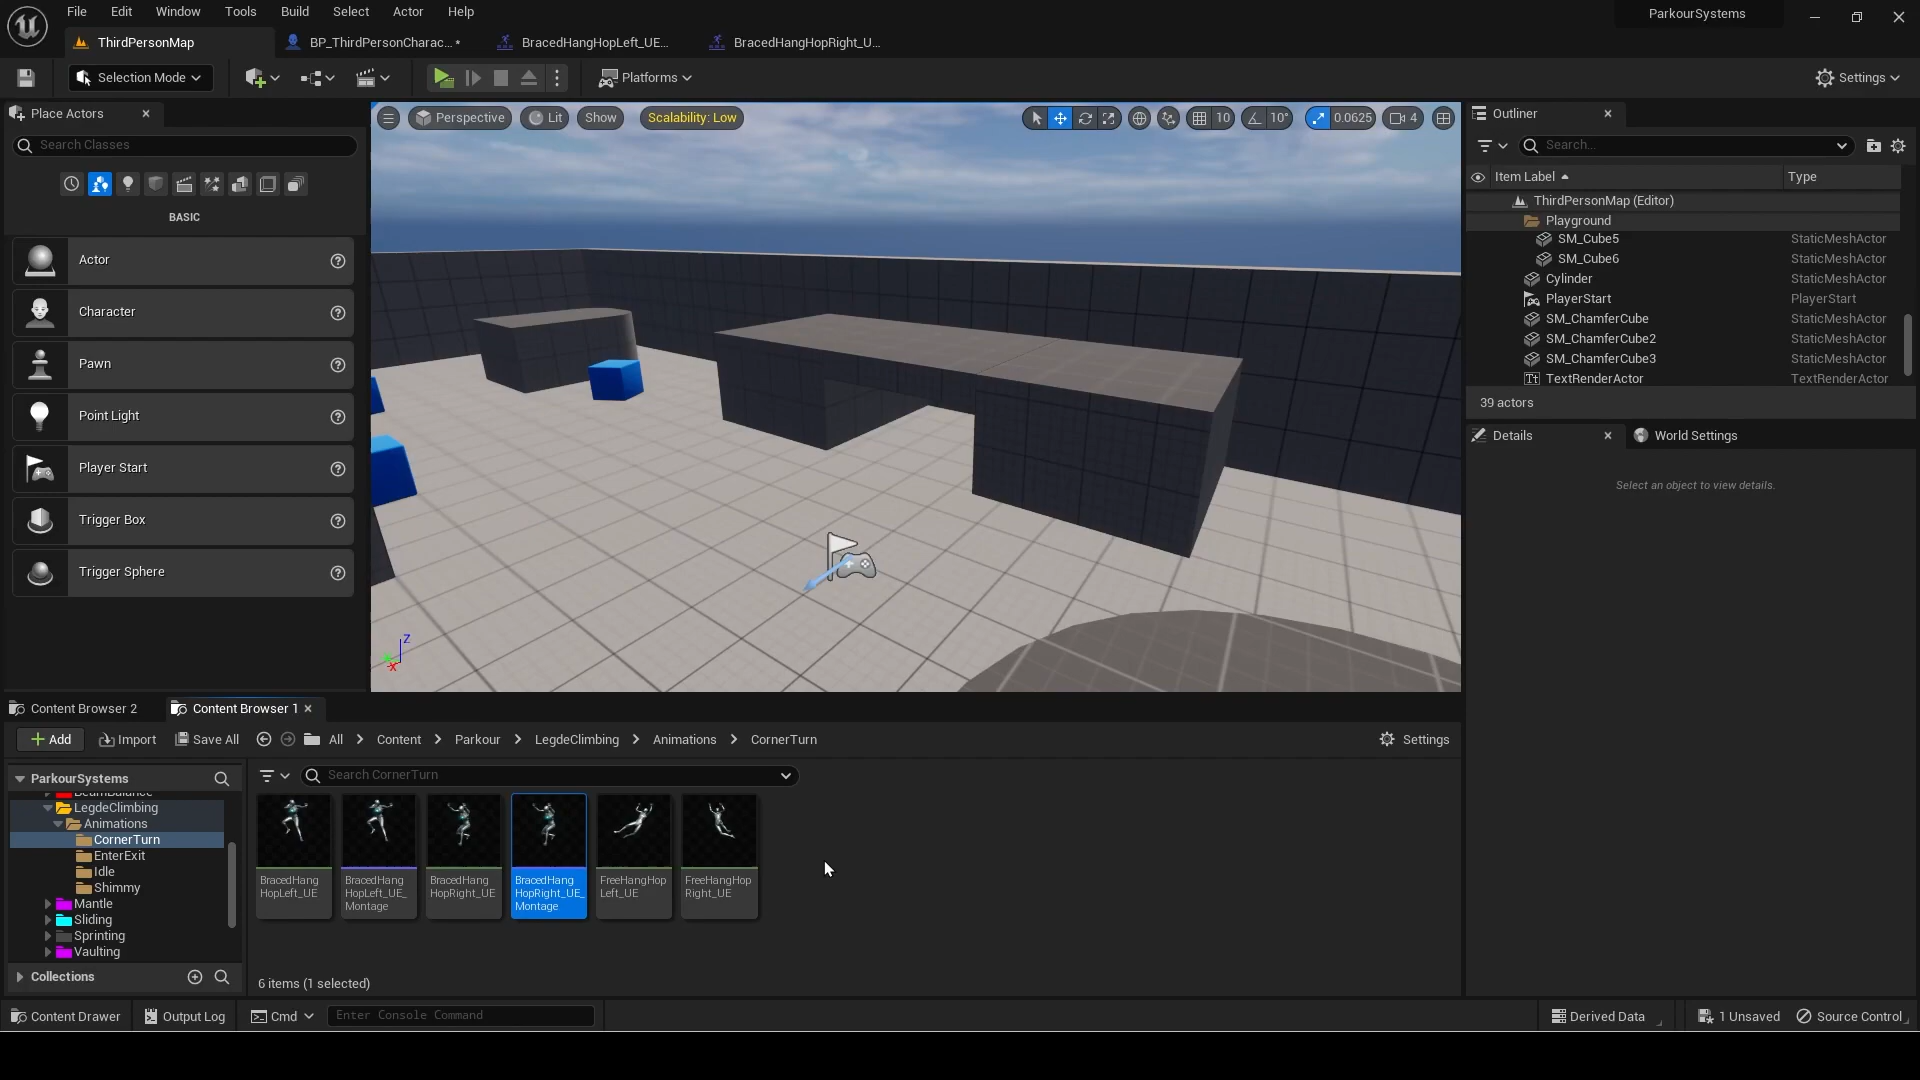 File Edit Window Tools Build Select Actor Help
ParkourSystems
ThirdPersonMap
BP_ThirdPersonCharac... *
BracedHangHopLeft_UE...
BracedHangHopRight_U...
Selection Mode
Platforms
Settings
Place Actors
Search Classes
BASIC
Actor
Character
Pawn
Point Light
Player Start
Trigger Box
Trigger Sphere
Perspective
Lit
Show
Scalability: Low
10
10°
0.0625
4
Z
X
Outliner
Search...
Item Label
Type
ThirdPersonMap (Editor)
Playground
SM_Cube5 StaticMeshActor
SM_Cube6 StaticMeshActor
Cylinder StaticMeshActor
PlayerStart PlayerStart
SM_ChamferCube StaticMeshActor
SM_ChamferCube2 StaticMeshActor
SM_ChamferCube3 StaticMeshActor
TextRenderActor TextRenderActor
39 actors
Details
World Settings
Select an object to view details.
Content Browser 2
Content Browser 1
Add
Import
Save All
All
Content
Parkour
LegdeClimbing
Animations
CornerTurn
Settings
ParkourSystems
BeamBalance
LegdeClimbing
Animations
CornerTurn
EnterExit
Idle
Shimmy
Mantle
Sliding
Sprinting
Vaulting
Collections
Search CornerTurn
BracedHang
HopLeft_UE
BracedHang
HopLeft_UE_
Montage
BracedHang
HopRight_UE
BracedHang
HopRight_UE_
Montage
FreeHangHop
Left_UE
FreeHangHop
Right_UE
6 items (1 selected)
Content Drawer
Output Log
Cmd
Enter Console Command
Derived Data
1 Unsaved
Source Control